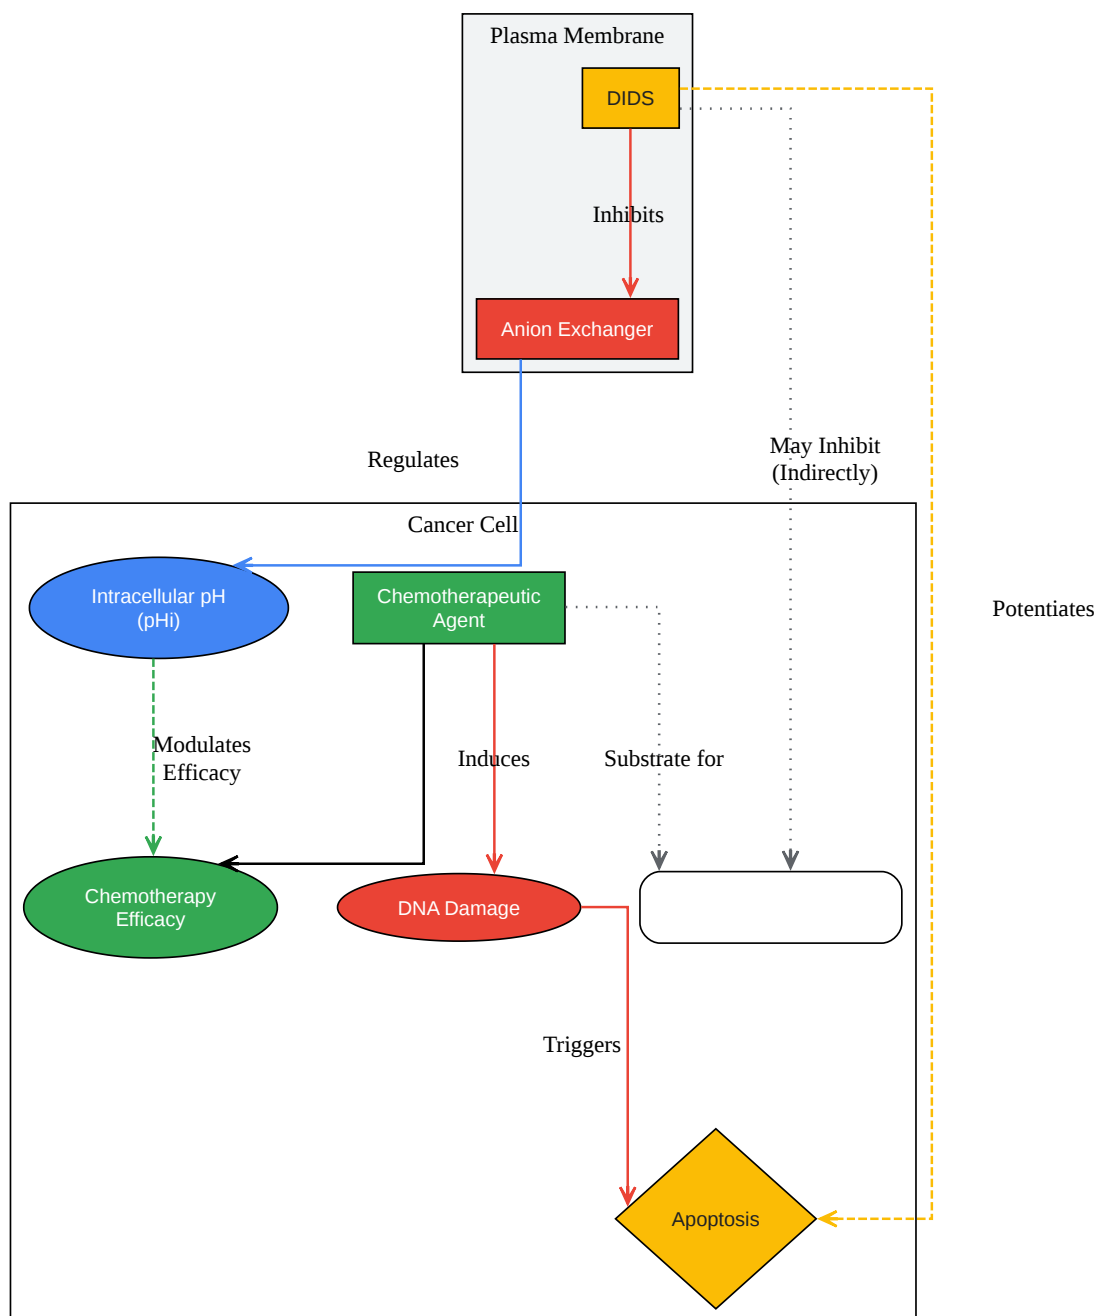 Plasma Membrane
DIDS
Inhibits
Anion Exchanger
May Inhibit
(Indirectly)
Regulates
Cancer Cell
Intracellular pH
(pHi)
Chemotherapeutic
Agent
Potentiates
Modulates
Efficacy
Induces
Substrate for
Chemotherapy
Efficacy
DNA Damage
Triggers
Apoptosis